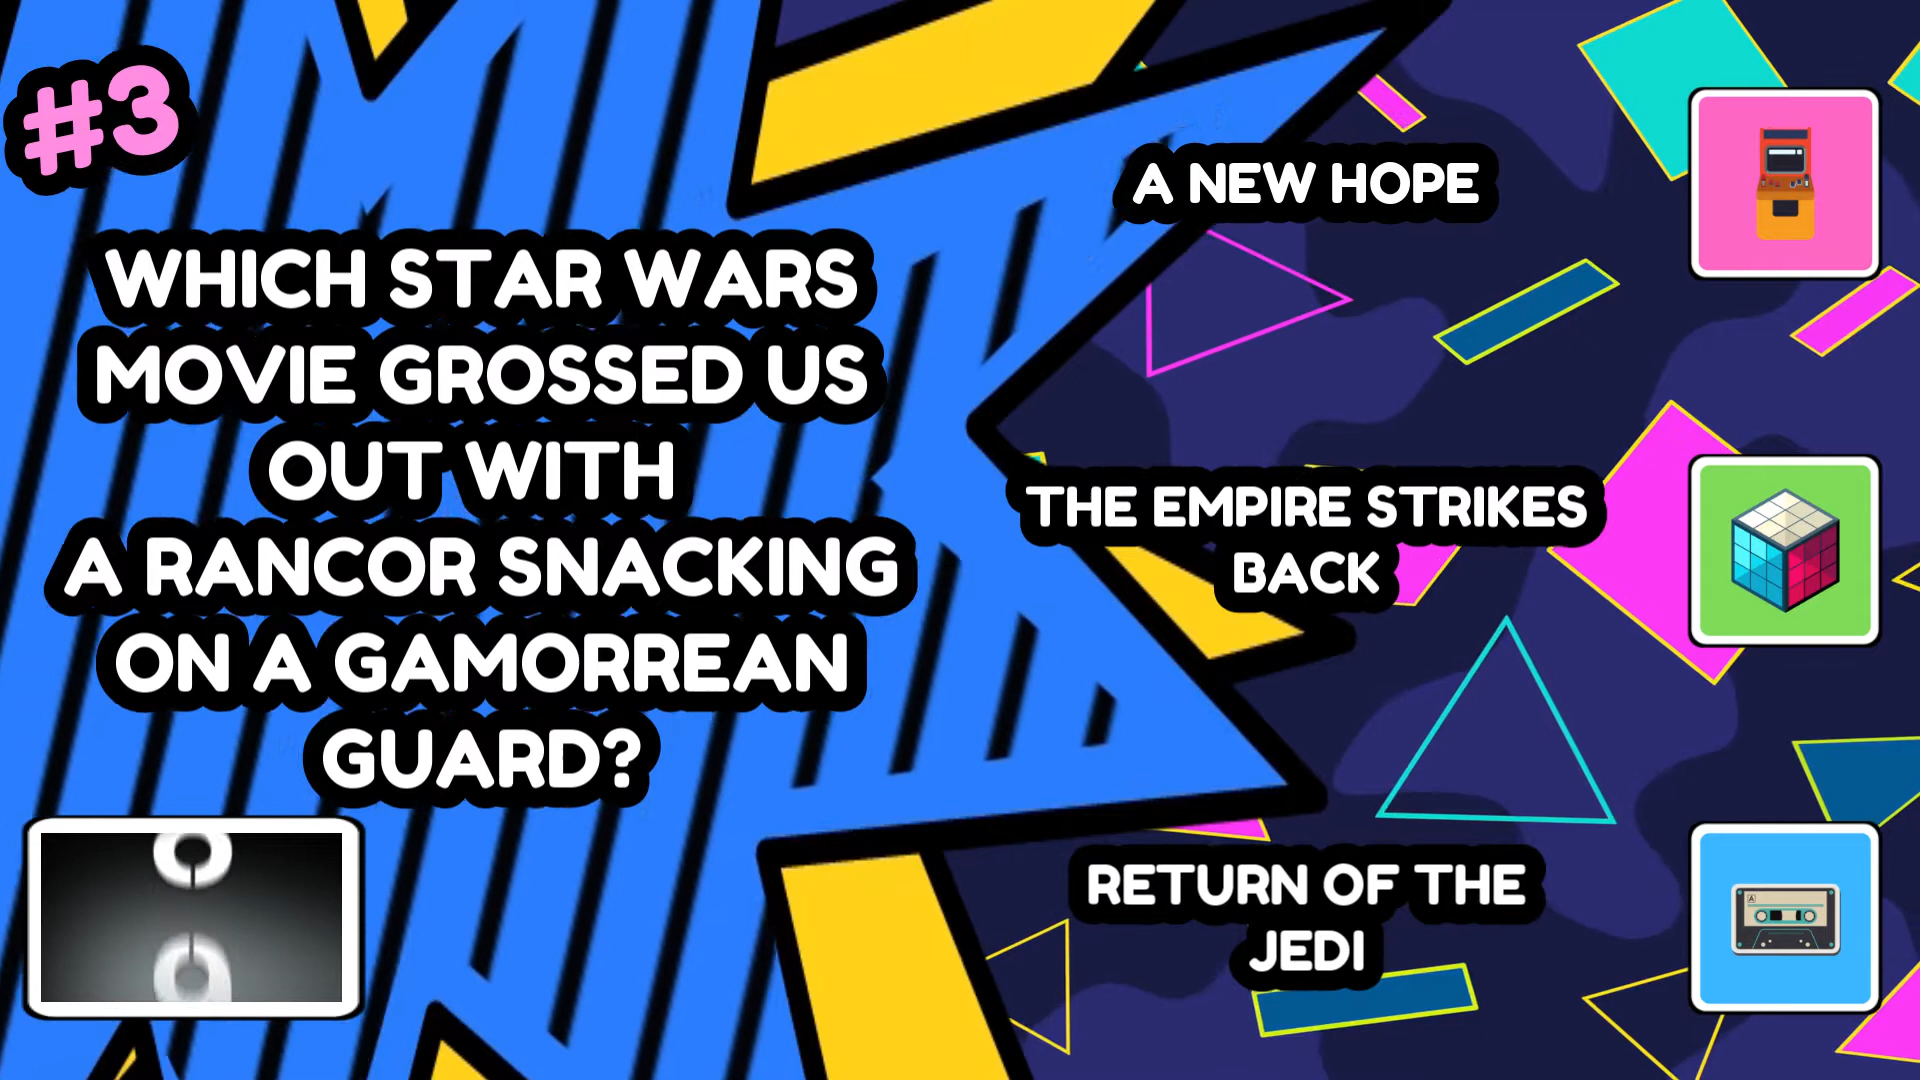 #3
WHICH STAR WARS
MOVIE GROSSED US
OUT WITH
A RANCOR SNACKING
ON A GAMORREAN
GUARD?
A NEW HOPE
THE EMPIRE STRIKES
BACK
RETURN OF THE
JEDI